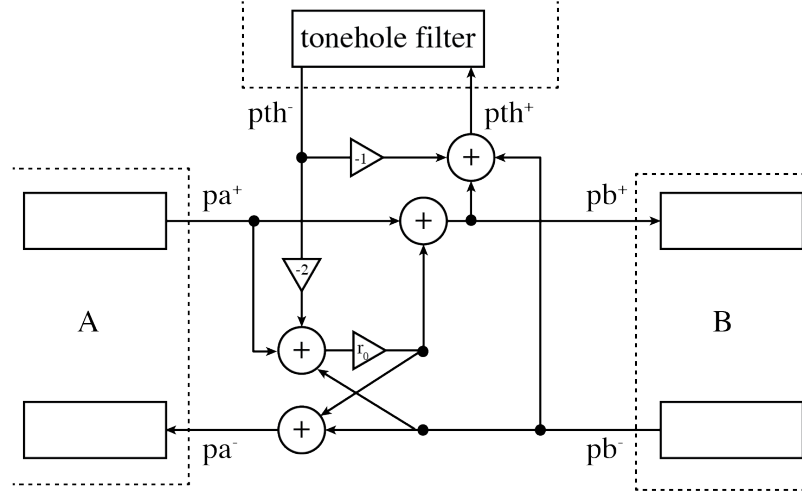 tonehole filter
pth⁻ pth⁺
-1 +
pa⁺ + pb⁺
-2
A + r₀ B
+
pa⁻ pb⁻